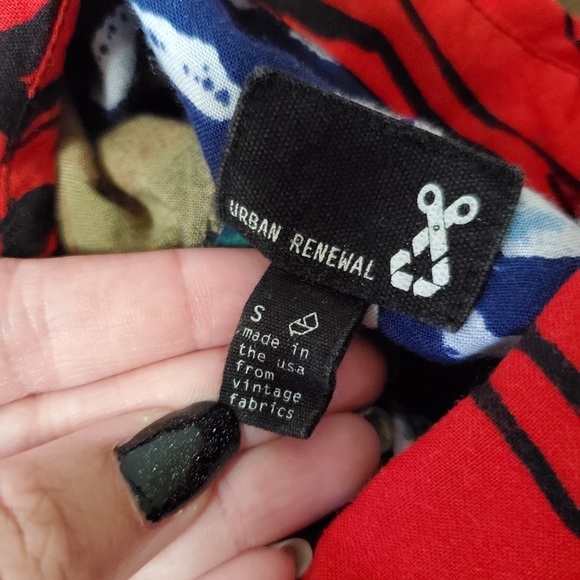 URBAN RENEWAL
S
made in
the usa
from
vintage
fabrics